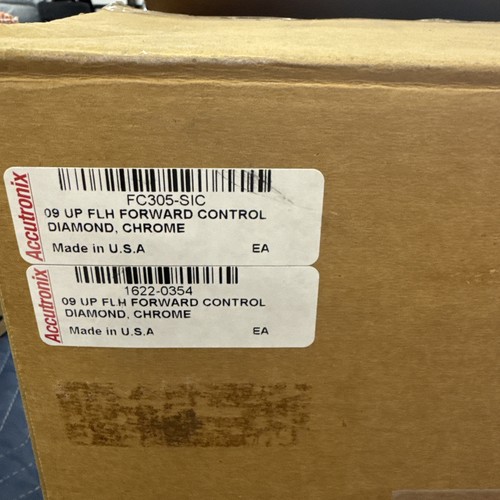 Accutronix
FC305-SIC
09 UP FLH FORWARD CONTROL
DIAMOND, CHROME
Made in U.S.A EA
Accutronix
1622-0354
09 UP FLH FORWARD CONTROL
DIAMOND, CHROME
Made in U.S.A EA